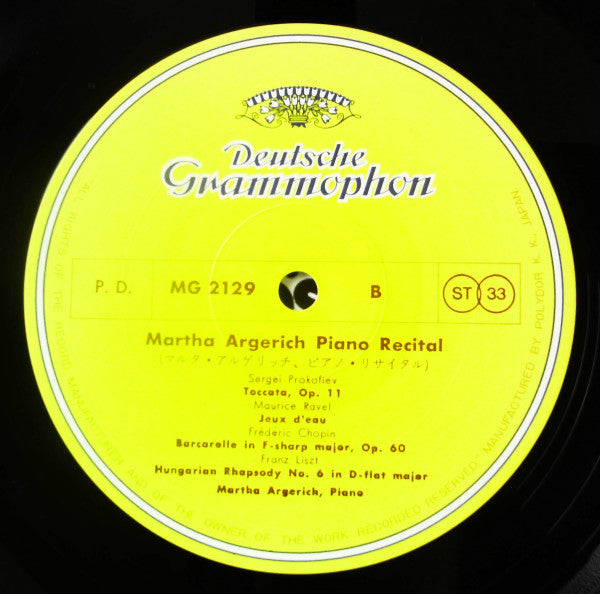 Deutsche
Grammophon
P. D. MG 2129 B ST 33
Martha Argerich Piano Recital
(マルタ・アルゲリッチ、ピアノ・リサイタル)
Sergei Prokofiev
Toccata, Op. 11
Maurice Ravel
Jeux d'eau
Frédéric Chopin
Barcarolle in F-sharp major, Op. 60
Franz Liszt
Hungarian Rhapsody No. 6 in D-flat major
Martha Argerich, Piano
ALL RIGHTS OF THE RECORD MANUFACTURER AND OF THE OWNER OF THE WORK RECORDED RESERVED. MANUFACTURED BY POLYDOR K. K., JAPAN